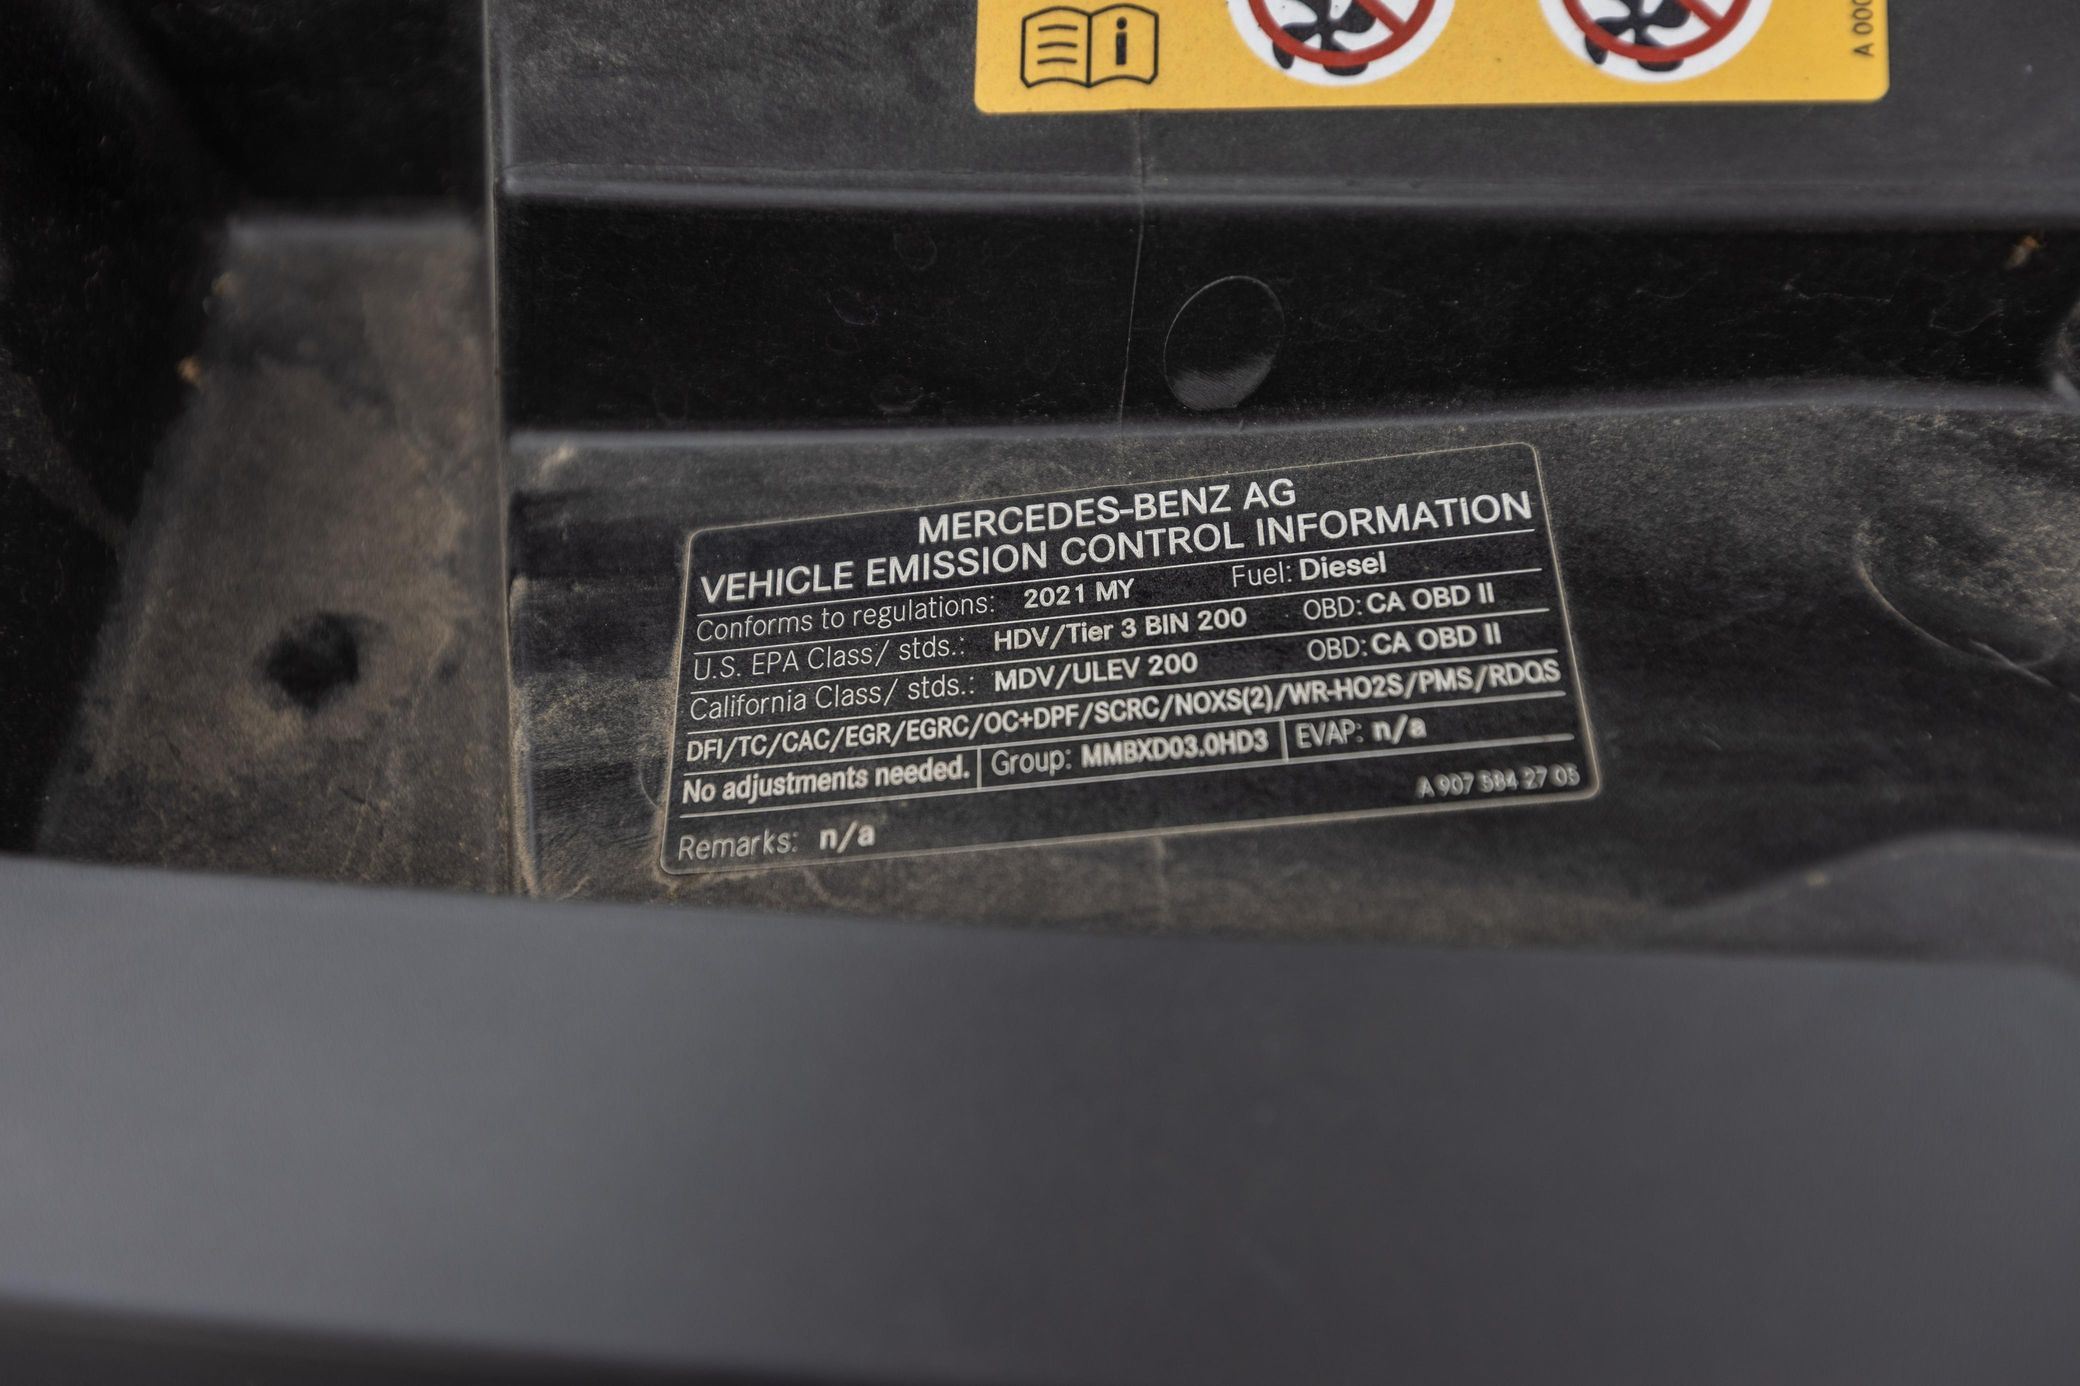 A 000
MERCEDES-BENZ AG
VEHICLE EMISSION CONTROL INFORMATION
Conforms to regulations: 2021 MY Fuel: Diesel
U.S. EPA Class/ stds.: HDV/Tier 3 BIN 200 OBD: CA OBD II
California Class/ stds.: MDV/ULEV 200 OBD: CA OBD II
DFI/TC/CAC/EGR/EGRC/OC+DPF/SCRC/NOXS(2)/WR-HO2S/PMS/RDQS
No adjustments needed. Group: MMBXD03.0HD3 EVAP: n/a
Remarks: n/a A 907 584 27 05